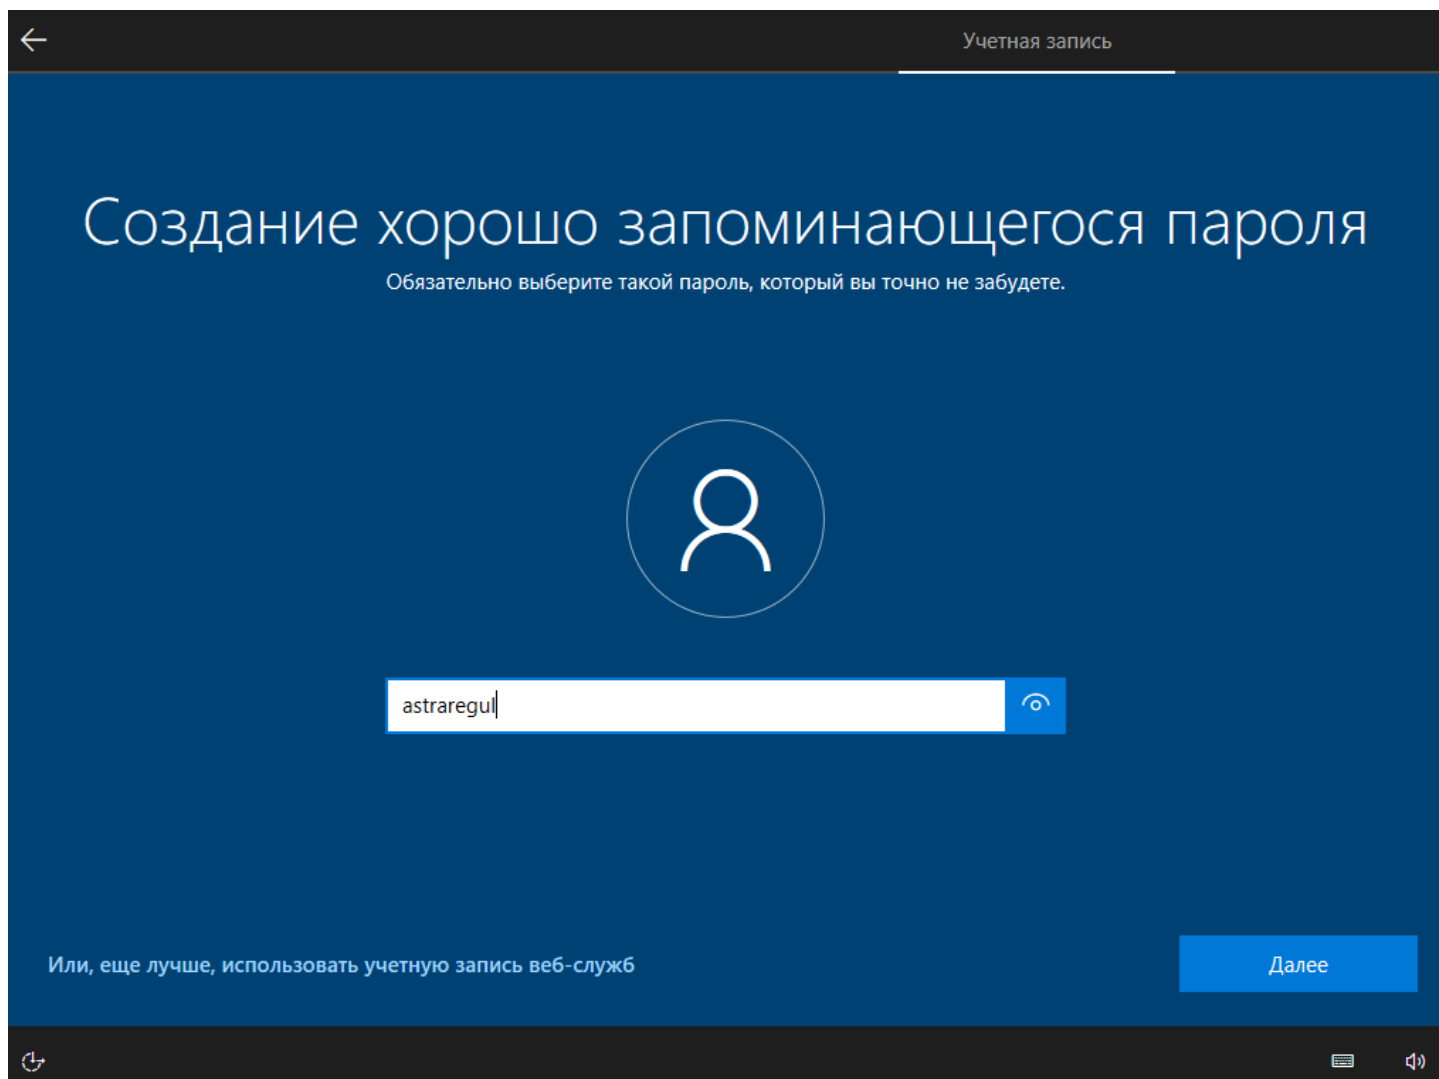 Учетная запись
Создание хорошо запоминающегося пароля
Обязательно выберите такой пароль, который вы точно не забудете.
astraregul
Или, еще лучше, использовать учетную запись веб-служб
Далее